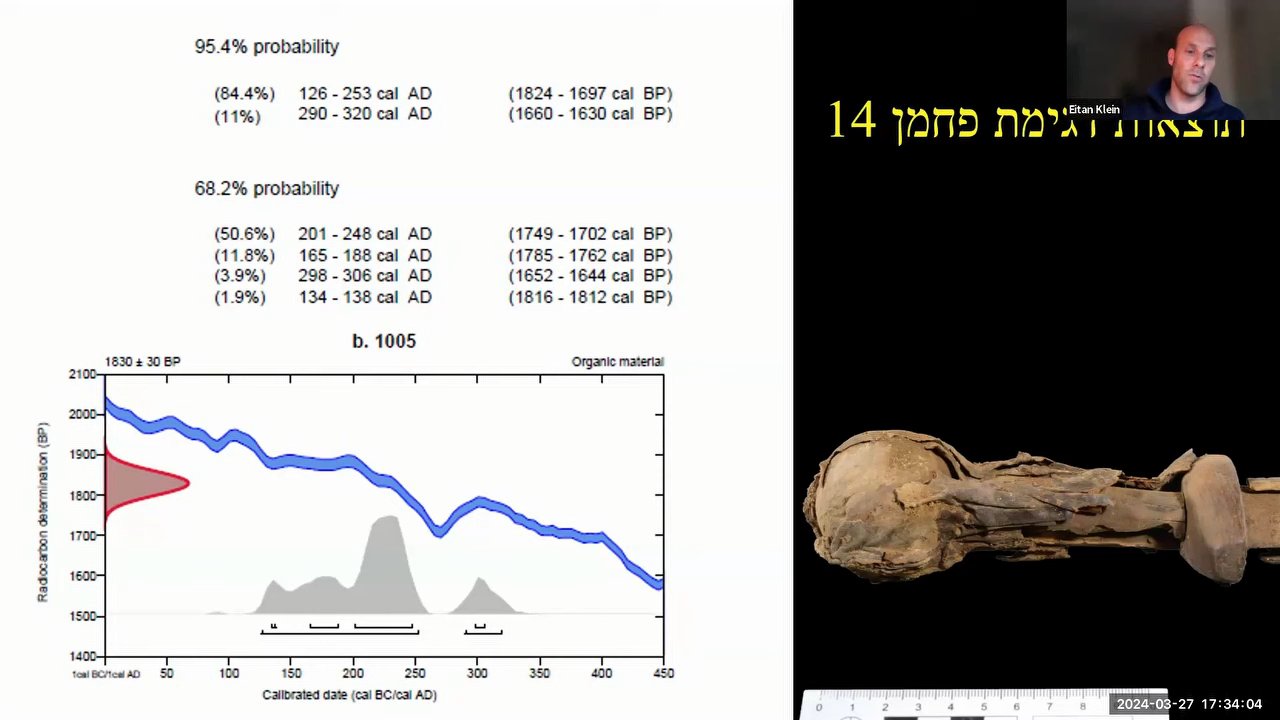 95.4% probability
(84.4%) 126 - 253 cal AD (1824 - 1697 cal BP)
(11%) 290 - 320 cal AD (1660 - 1630 cal BP)
68.2% probability
(50.6%) 201 - 248 cal AD (1749 - 1702 cal BP)
(11.8%) 165 - 188 cal AD (1785 - 1762 cal BP)
(3.9%) 298 - 306 cal AD (1652 - 1644 cal BP)
(1.9%) 134 - 138 cal AD (1816 - 1812 cal BP)
b. 1005
1830 ± 30 BP Organic material
2100
2000
1900
1800
1700
1600
1500
1400
Radiocarbon determination (BP)
1cal BC/1cal AD 50 100 150 200 250 300 350 400 450
Calibrated date (cal BC/cal AD)
Eitan Klein
פחמן 14
0 1 2 3 4 5 6 7 8
2024-03-27 17:34:04